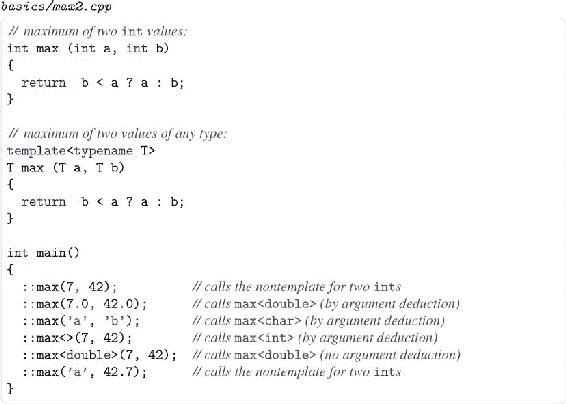 basics/max2.cpp
// maximum of two int values:
int max (int a, int b)
{
  return  b < a ? a : b;
}
// maximum of two values of any type:
template<typename T>
T max (T a, T b)
{
  return  b < a ? a : b;
}
int main()
{
  ::max(7, 42);          // calls the nontemplate for two ints
  ::max(7.0, 42.0);      // calls max<double> (by argument deduction)
  ::max('a', 'b');       // calls max<char> (by argument deduction)
  ::max<>(7, 42);        // calls max<int> (by argument deduction)
  ::max<double>(7, 42);  // calls max<double> (no argument deduction)
  ::max('a', 42.7);      // calls the nontemplate for two ints
}